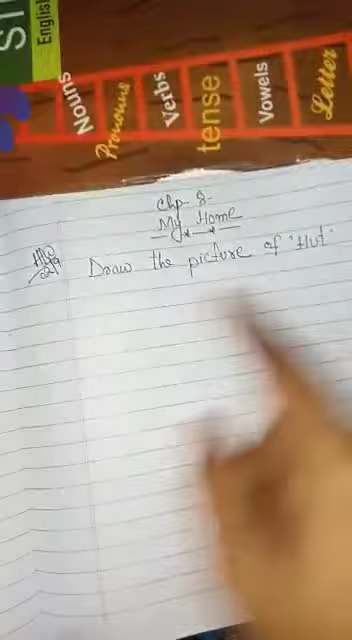 English
Nouns
Pronouns
Verbs
tense
Vowels
Letter
Chp-8-
My Home
Draw the picture of "Hut"